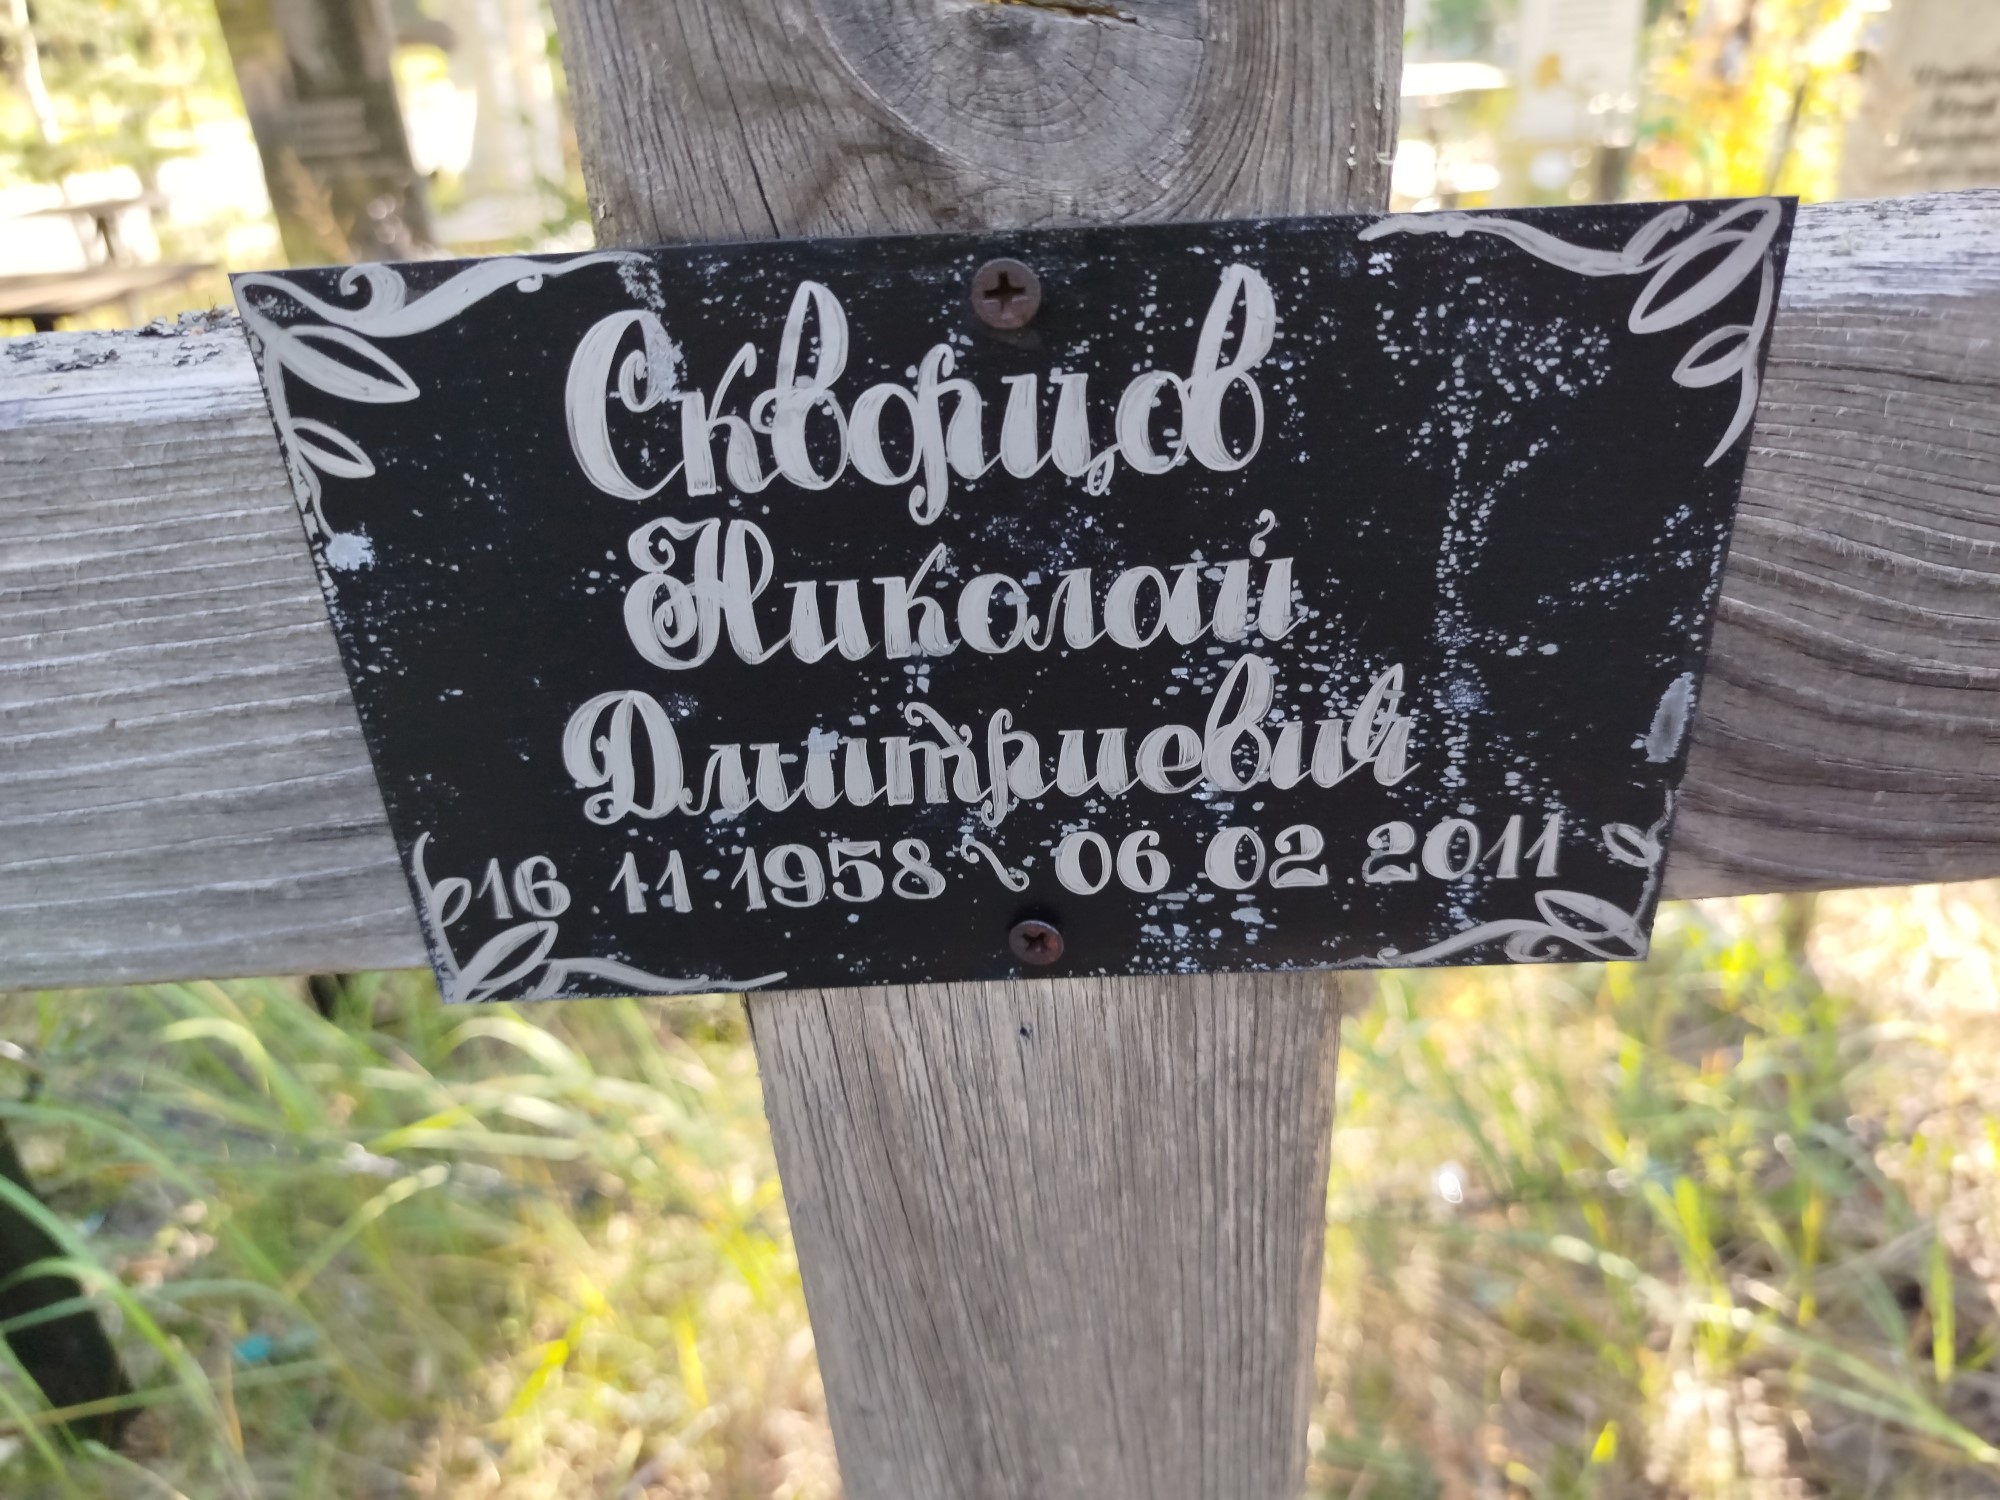 Скворцов
Николай
Дмитриевич
16 11 1958 ~ 06 02 2011